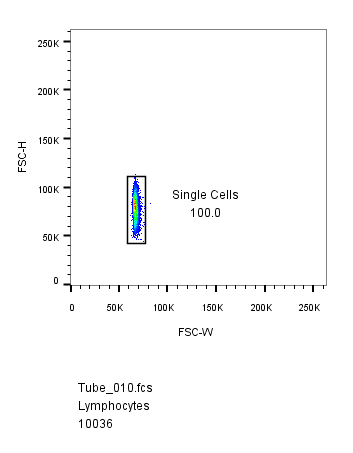 250K
200K
150K
100K
50K
0
FSC-H
Single Cells
100.0
0 50K 100K 150K 200K 250K
FSC-W
Tube_010.fcs
Lymphocytes
10036